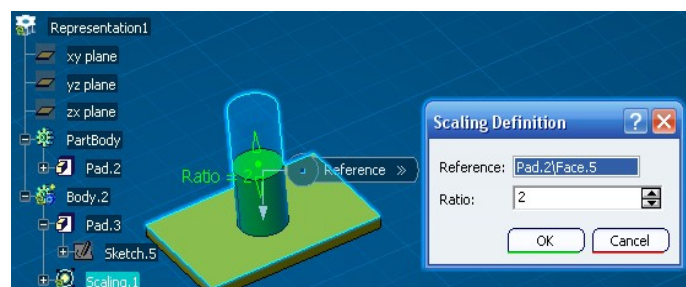 Representation1
xy plane
yz plane
zx plane
PartBody
Pad.2
Body.2
Pad.3
Sketch.5
Scaling.1
Ratio = 2
Reference »
Scaling Definition
Reference: Pad.2\Face.5
Ratio: 2
OK Cancel